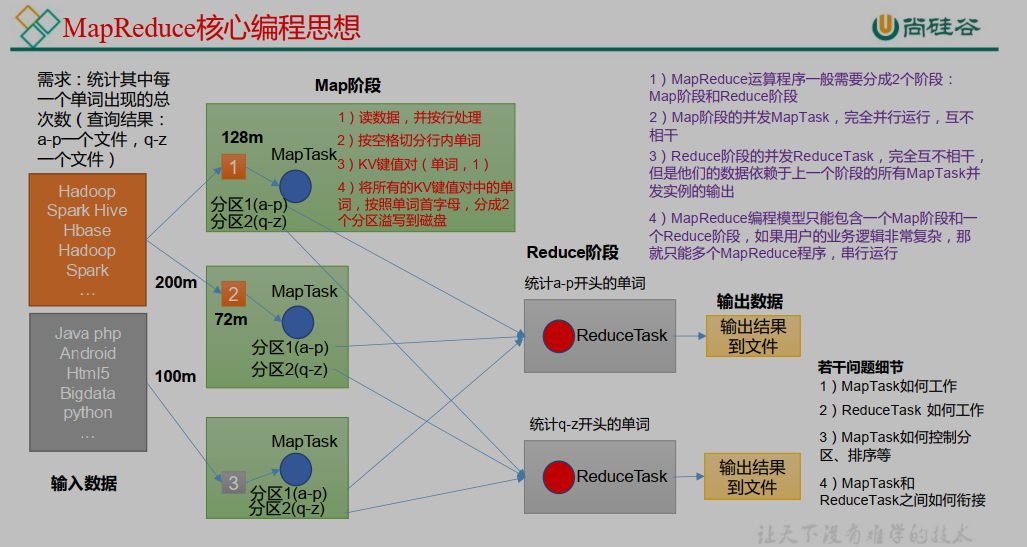 MapReduce核心编程思想
尚硅谷
需求：统计其中每
一个单词出现的总
次数（查询结果：
a-p一个文件，q-z
一个文件）
Hadoop
Spark Hive
Hbase
Hadoop
Spark
…
200m
Java php
Android
Html5
Bigdata
python
…
100m
输入数据
Map阶段
128m
1
MapTask
分区1(a-p)
分区2(q-z)
1）读数据，并按行处理
2）按空格切分行内单词
3）KV键值对（单词，1）
4）将所有的KV键值对中的单
词，按照单词首字母，分成2
个分区溢写到磁盘
2
72m
MapTask
分区1(a-p)
分区2(q-z)
3
MapTask
分区1(a-p)
分区2(q-z)
Reduce阶段
统计a-p开头的单词
ReduceTask
统计q-z开头的单词
ReduceTask
输出数据
输出结果
到文件
输出结果
到文件
1）MapReduce运算程序一般需要分成2个阶段：
Map阶段和Reduce阶段
2）Map阶段的并发MapTask，完全并行运行，互不
相干
3）Reduce阶段的并发ReduceTask，完全互不相干，
但是他们的数据依赖于上一个阶段的所有MapTask并
发实例的输出
4）MapReduce编程模型只能包含一个Map阶段和一
个Reduce阶段，如果用户的业务逻辑非常复杂，那
就只能多个MapReduce程序，串行运行
若干问题细节
1）MapTask如何工作
2）ReduceTask 如何工作
3）MapTask如何控制分
区、排序等
4）MapTask和
ReduceTask之间如何衔接
让天下没有难学的技术